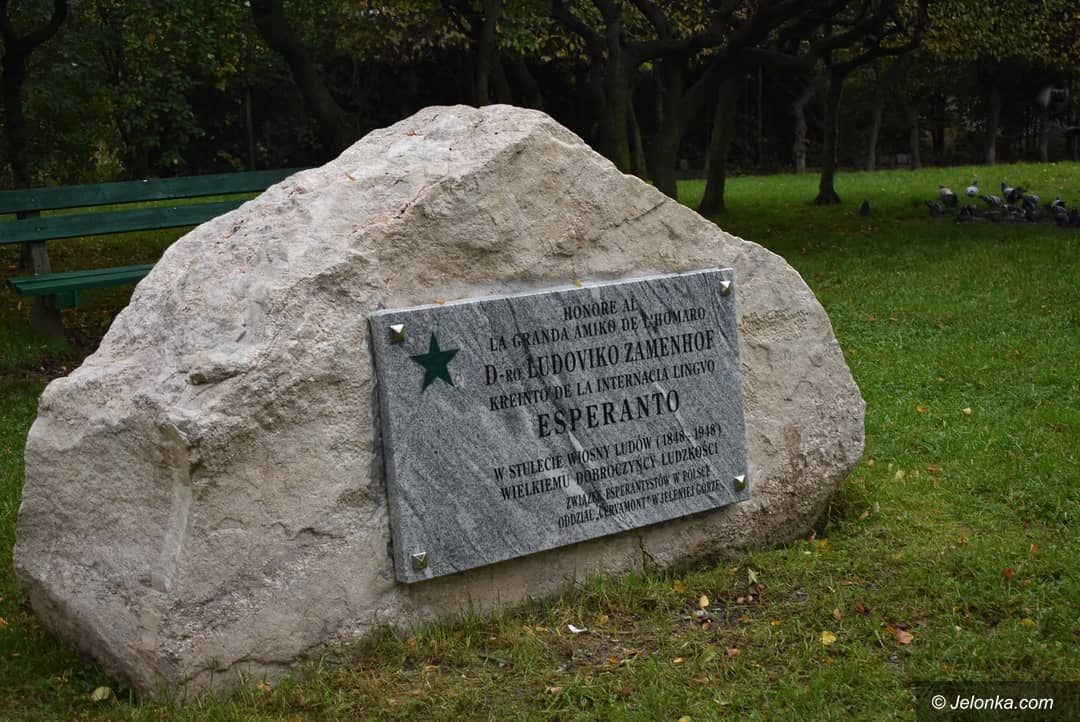 HONORE AL
LA GRANDA AMIKO DE L'HOMARO
D-RO LUDOVIKO ZAMENHOF
KREINTO DE LA INTERNACIA LINGVO
ESPERANTO
W STULECIE WIOSNY LUDÓW (1848-1948)
WIELKIEMU DOBROCZYŃCY LUDZKOŚCI
ZWIĄZEK ESPERANTYSTÓW W POLSCE
ODDZIAŁ „CERVAMONT" W JELENIEJ GÓRZE
© Jelonka.com